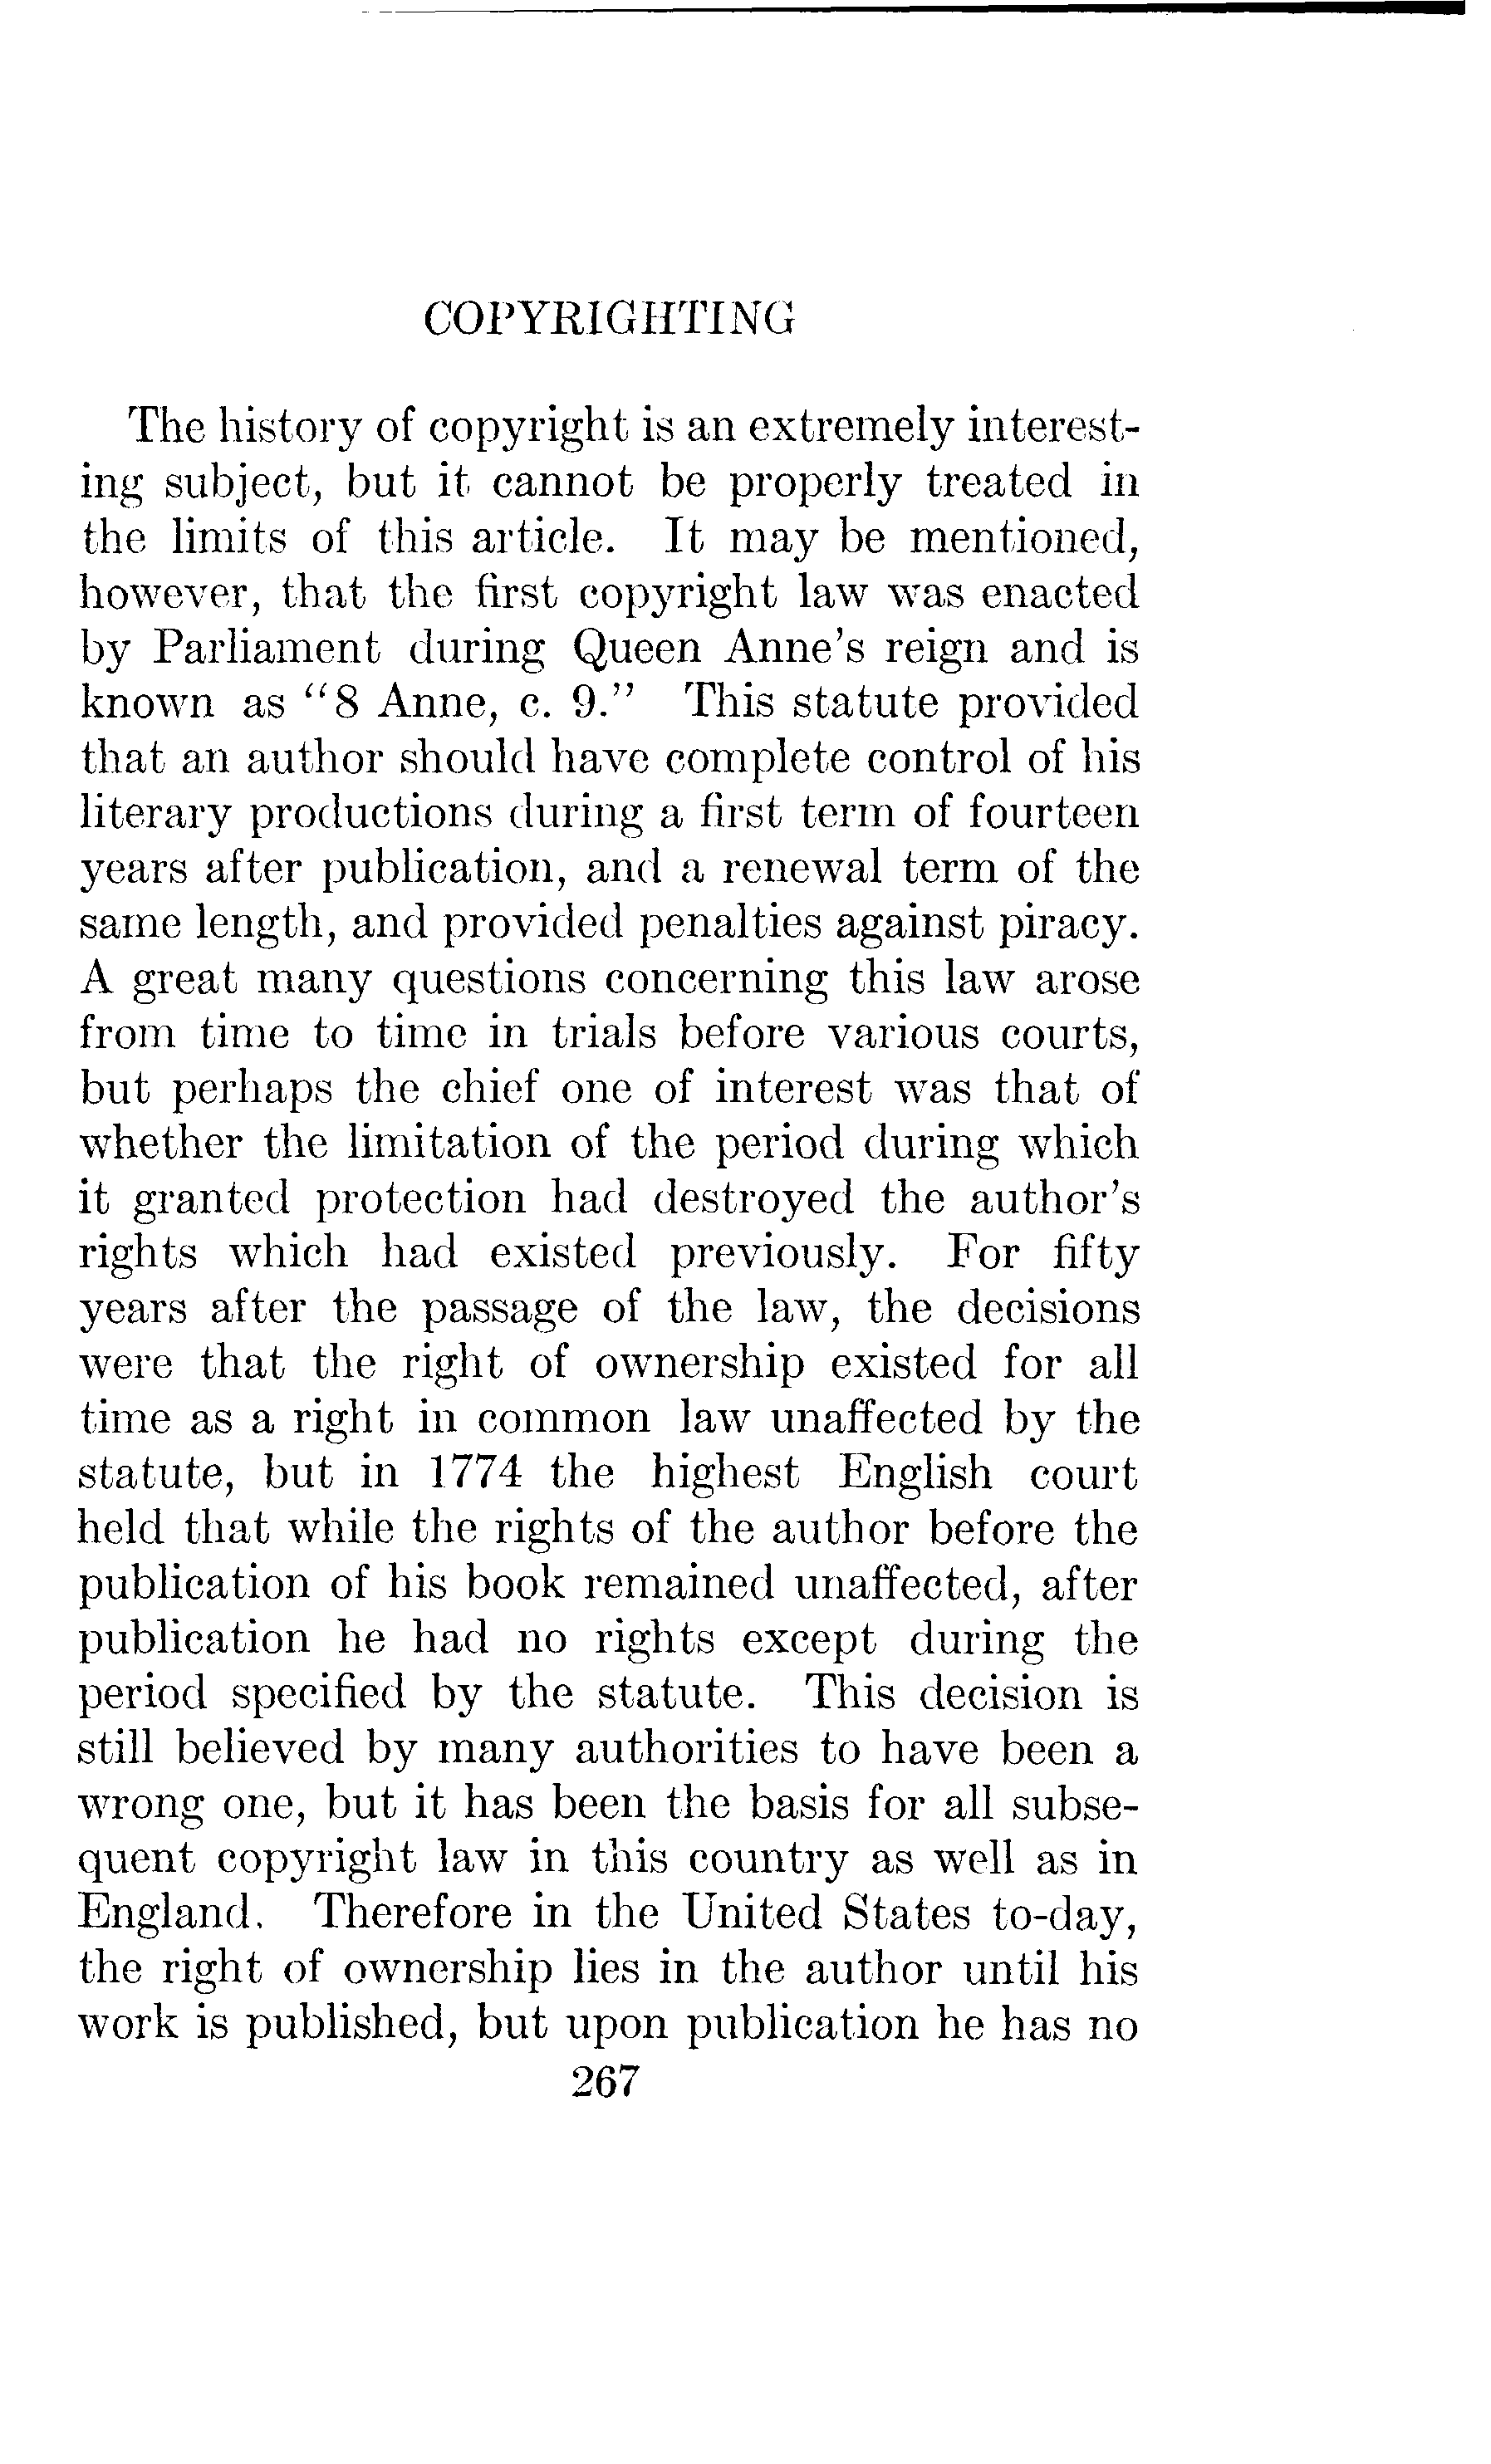 COPYRIGHTING
The history of copyright is an extremely interest-
ing subject, but it cannot be properly treated in
the limits of this article. It may be mentioned,
however, that the first copyright law was enacted
by Parliament during Queen Anne's reign and is
known as "8 Anne, c. 9." This statute provided
that an author should have complete control of his
literary productions during a first term of fourteen
years after publication, and a renewal term of the
same length, and provided penalties against piracy.
A great many questions concerning this law arose
from time to time in trials before various courts,
but perhaps the chief one of interest was that of
whether the limitation of the period during which
it granted protection had destroyed the author's
rights which had existed previously. For fifty
years after the passage of the law, the decisions
were that the right of ownership existed for all
time as a right in common law unaffected by the
statute, but in 1774 the highest English court
held that while the rights of the author before the
publication of his book remained unaffected, after
publication he had no rights except during the
period specified by the statute. This decision is
still believed by many authorities to have been a
wrong one, but it has been the basis for all subse-
quent copyright law in this country as well as in
England. Therefore in the United States to-day,
the right of ownership lies in the author until his
work is published, but upon publication he has no
267